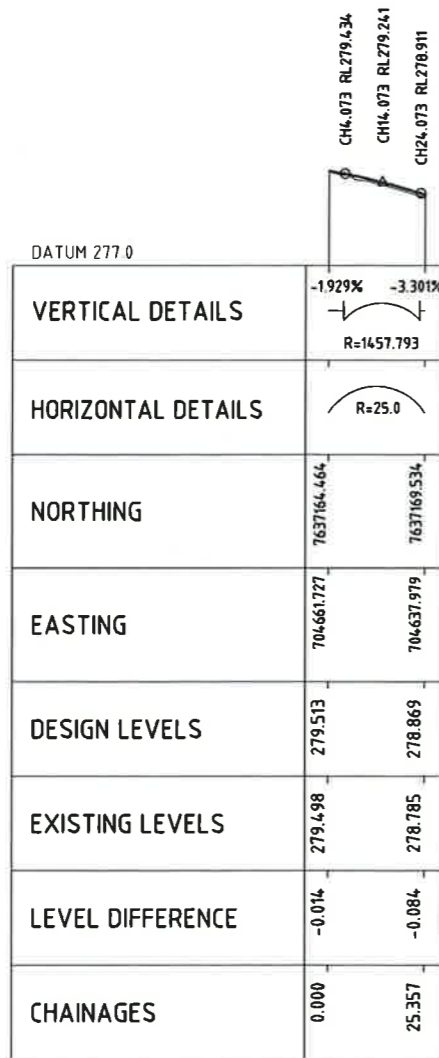 CH4.073 RL279.434
CH14.073 RL279.241
CH24.073 RL278.911
DATUM 277.0
VERTICAL DETAILS
-1.929% -3.301%
R=1457.793
HORIZONTAL DETAILS
R=25.0
NORTHING
7637164.464 7637169.534
EASTING
704661.727 704637.979
DESIGN LEVELS
279.513 278.869
EXISTING LEVELS
279.498 278.785
LEVEL DIFFERENCE
-0.014 -0.084
CHAINAGES
0.000 25.357